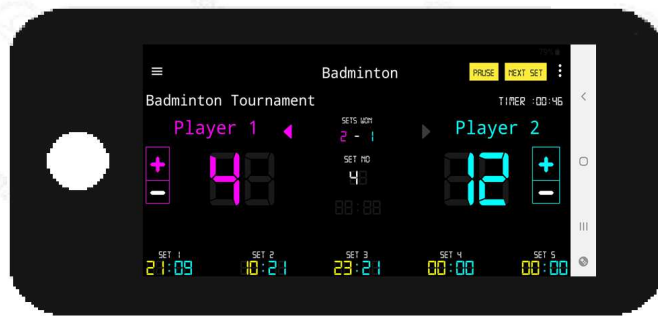 Badminton
PAUSE
NEXT SET
Badminton Tournament
TIMER :00:46
Player 1
SETS WON
2 - 1
Player 2
SET NO
4
4
12
SET 1
SET 2
SET 3
SET 4
SET 5
21:09
10:21
23:21
00:00
00:00